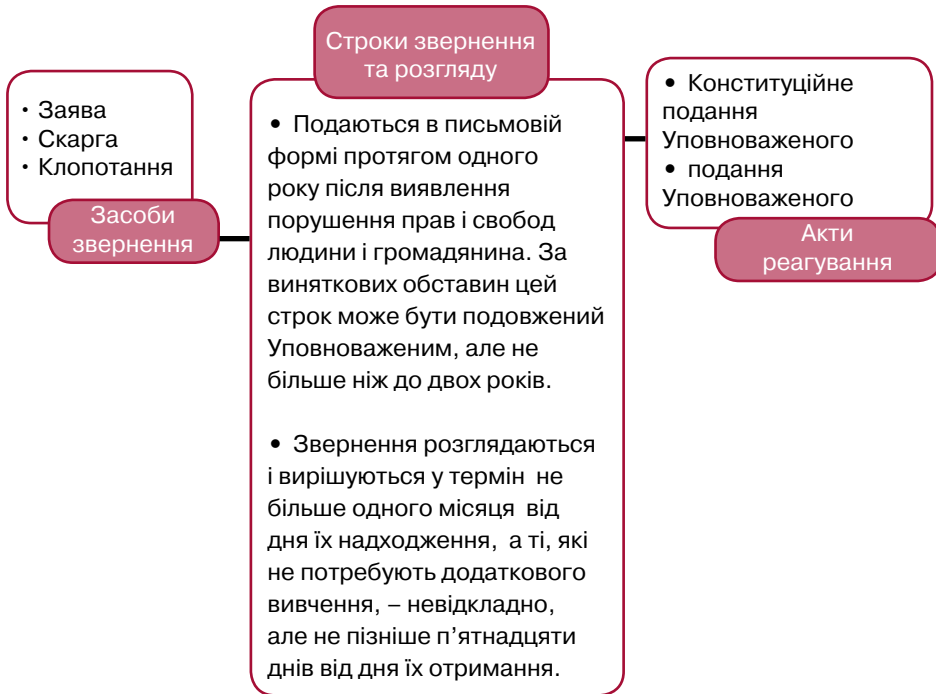 · Заява
· Скарга
· Клопотання
Засоби
звернення
Строки звернення
та розгляду
• Подаються в письмовій
формі протягом одного
року після виявлення
порушення прав і свобод
людини і громадянина. За
виняткових обставин цей
строк може бути подовжений
Уповноваженим, але не
більше ніж до двох років.
• Звернення розглядаються
і вирішуються у термін не
більше одного місяця від
дня їх надходження, а ті, які
не потребують додаткового
вивчення, – невідкладно,
але не пізніше п’ятнадцяти
днів від дня їх отримання.
• Конституційне
подання
Уповноваженого
• подання
Уповноваженого
Акти
реагування